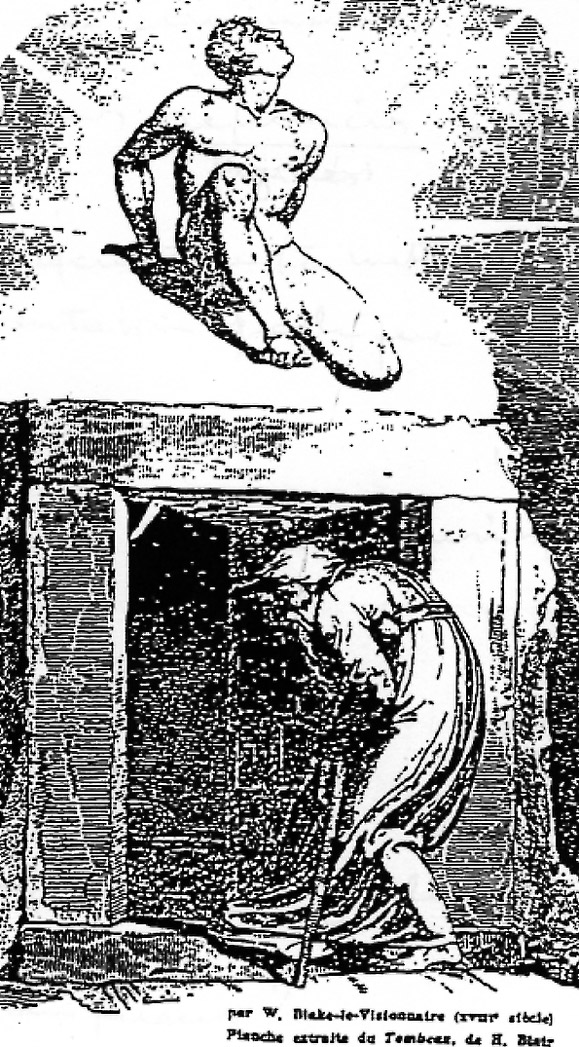 par W. Blake-le-Visionnaire (XVIIIᵉ siècle)
Planche extraite du Tombeau, de H. Blair